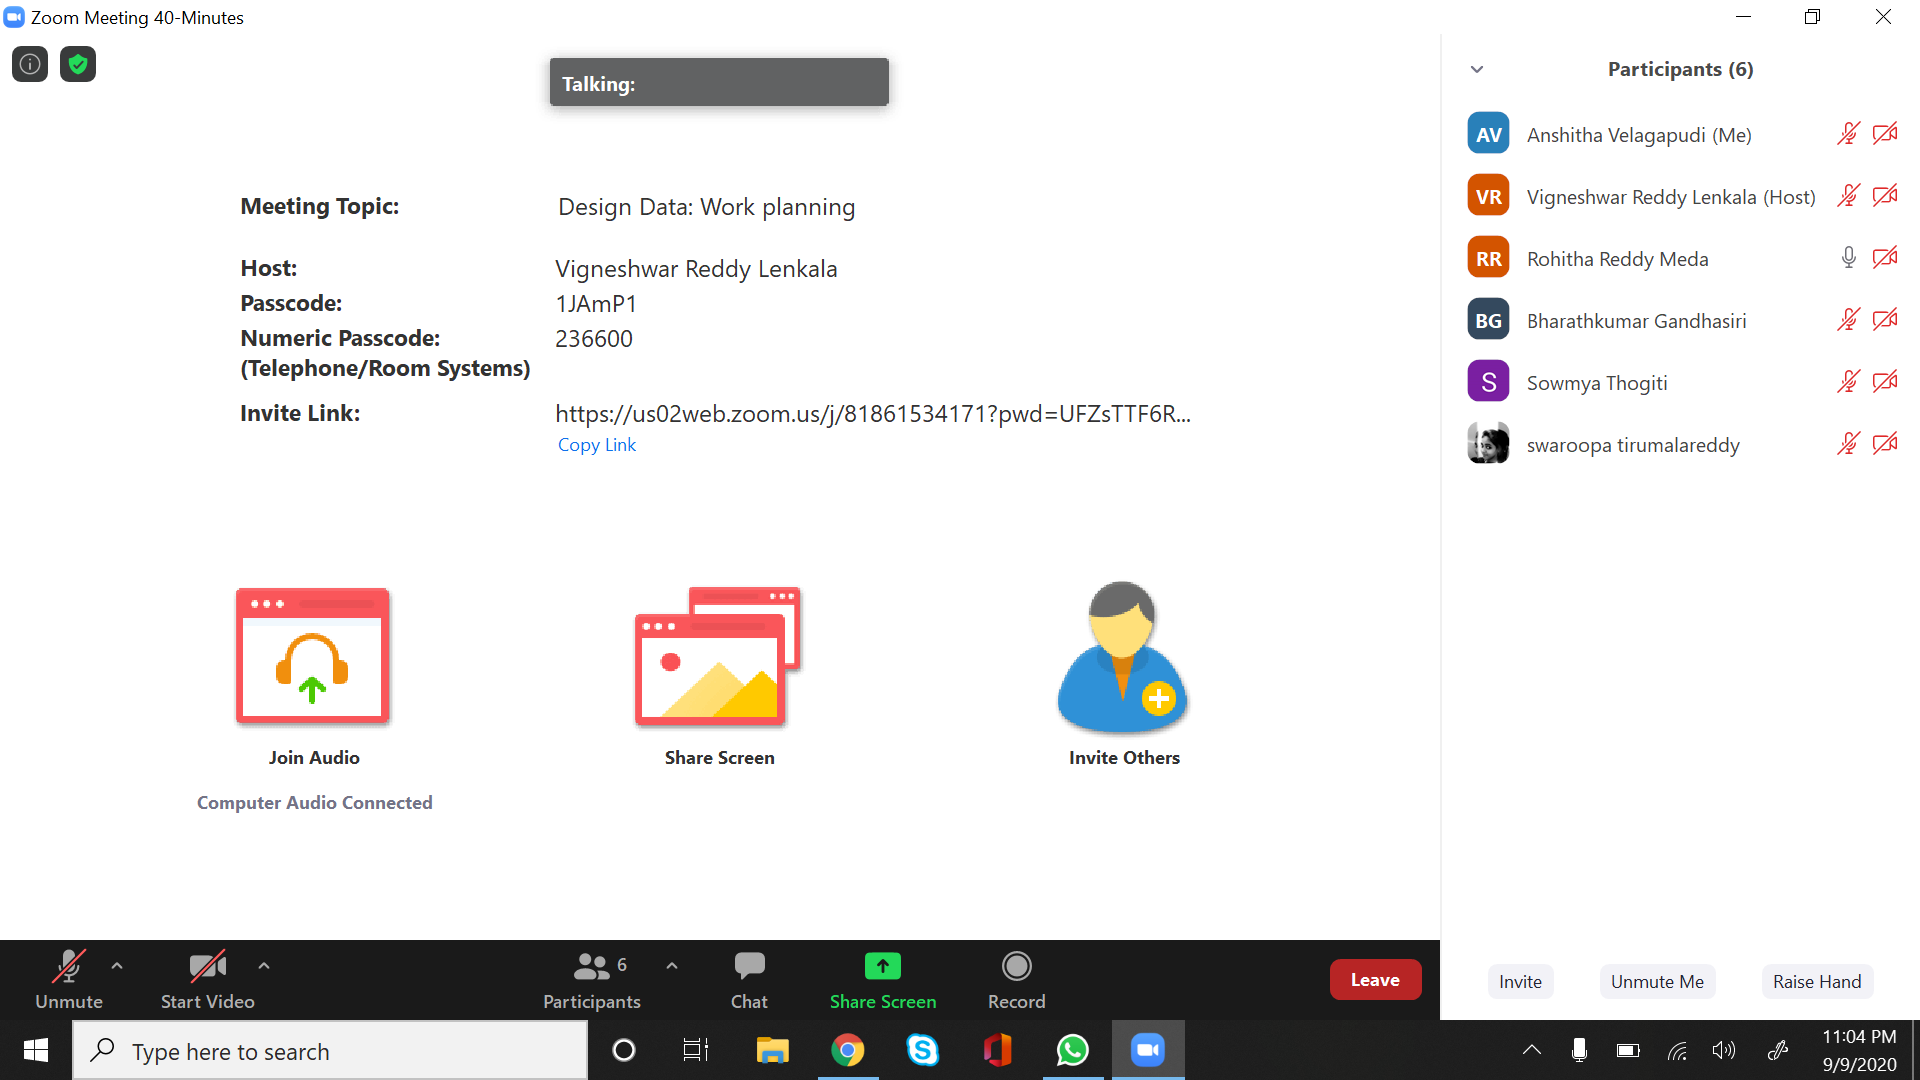 Zoom Meeting 40-Minutes
Talking:
Meeting Topic: Design Data: Work planning
Host: Vigneshwar Reddy Lenkala
Passcode: 1JAmP1
Numeric Passcode: 236600
(Telephone/Room Systems)
Invite Link: https://us02web.zoom.us/j/81861534171?pwd=UFZsTTF6R...
Copy Link
Join Audio
Share Screen
Invite Others
Computer Audio Connected
Participants (6)
AV Anshitha Velagapudi (Me)
VR Vigneshwar Reddy Lenkala (Host)
RR Rohitha Reddy Meda
BG Bharathkumar Gandhasiri
S Sowmya Thogiti
swaroopa tirumalareddy
Unmute
Start Video
6
Participants
Chat
Share Screen
Record
Leave
Invite
Unmute Me
Raise Hand
Type here to search
11:04 PM
9/9/2020